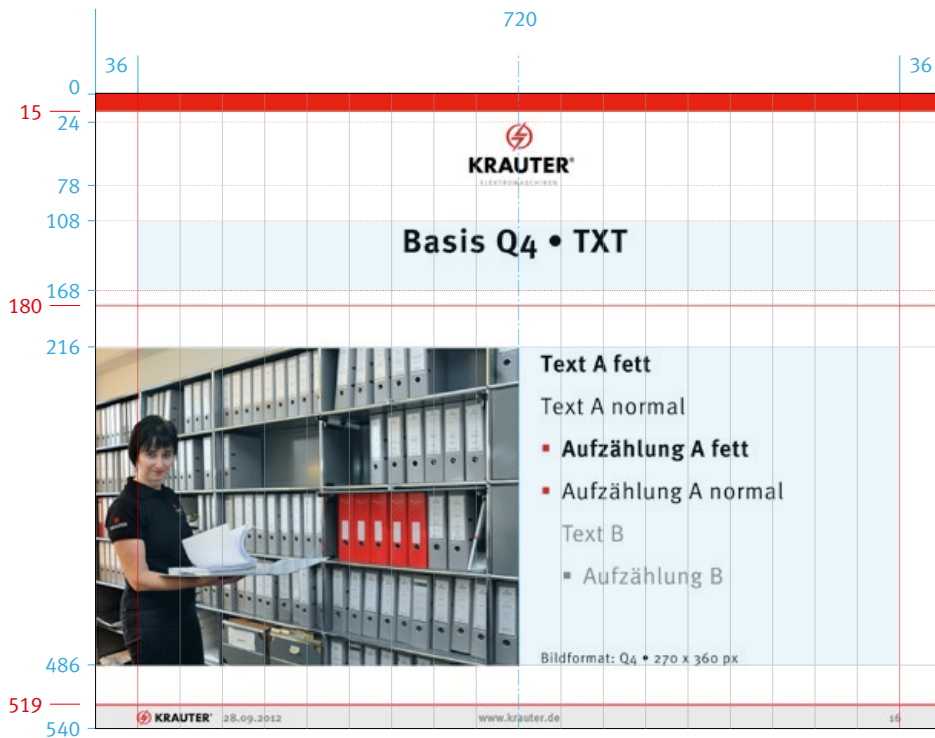 720
36
36
0
15
24
KRAUTER®
ELEKTROMASCHINEN
78
108
Basis Q4 • TXT
168
180
216
Text A fett
Text A normal
▪ Aufzählung A fett
▪ Aufzählung A normal
Text B
▪ Aufzählung B
Bildformat: Q4 • 270 x 360 px
486
519
KRAUTER® 28.09.2012 www.krauter.de 16
540